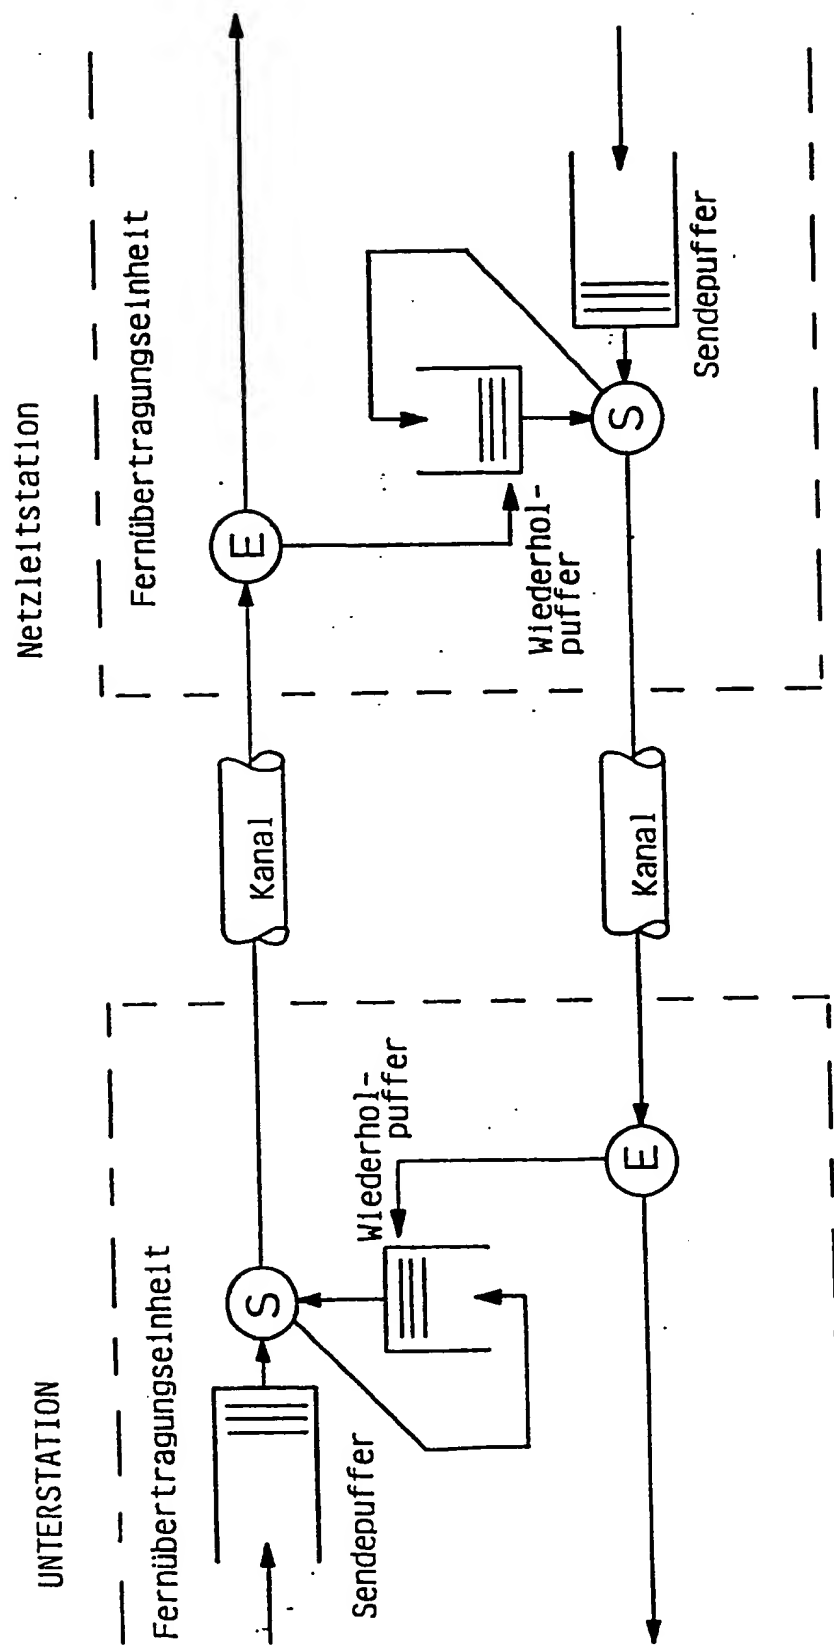 UNTERSTATION
Netzleitstation
Fernübertragungseinheit
Fernübertragungseinheit
S
Kanal
E
Sendepuffer
Wiederhol-
puffer
Wiederhol-
puffer
E
Kanal
S
Sendepuffer